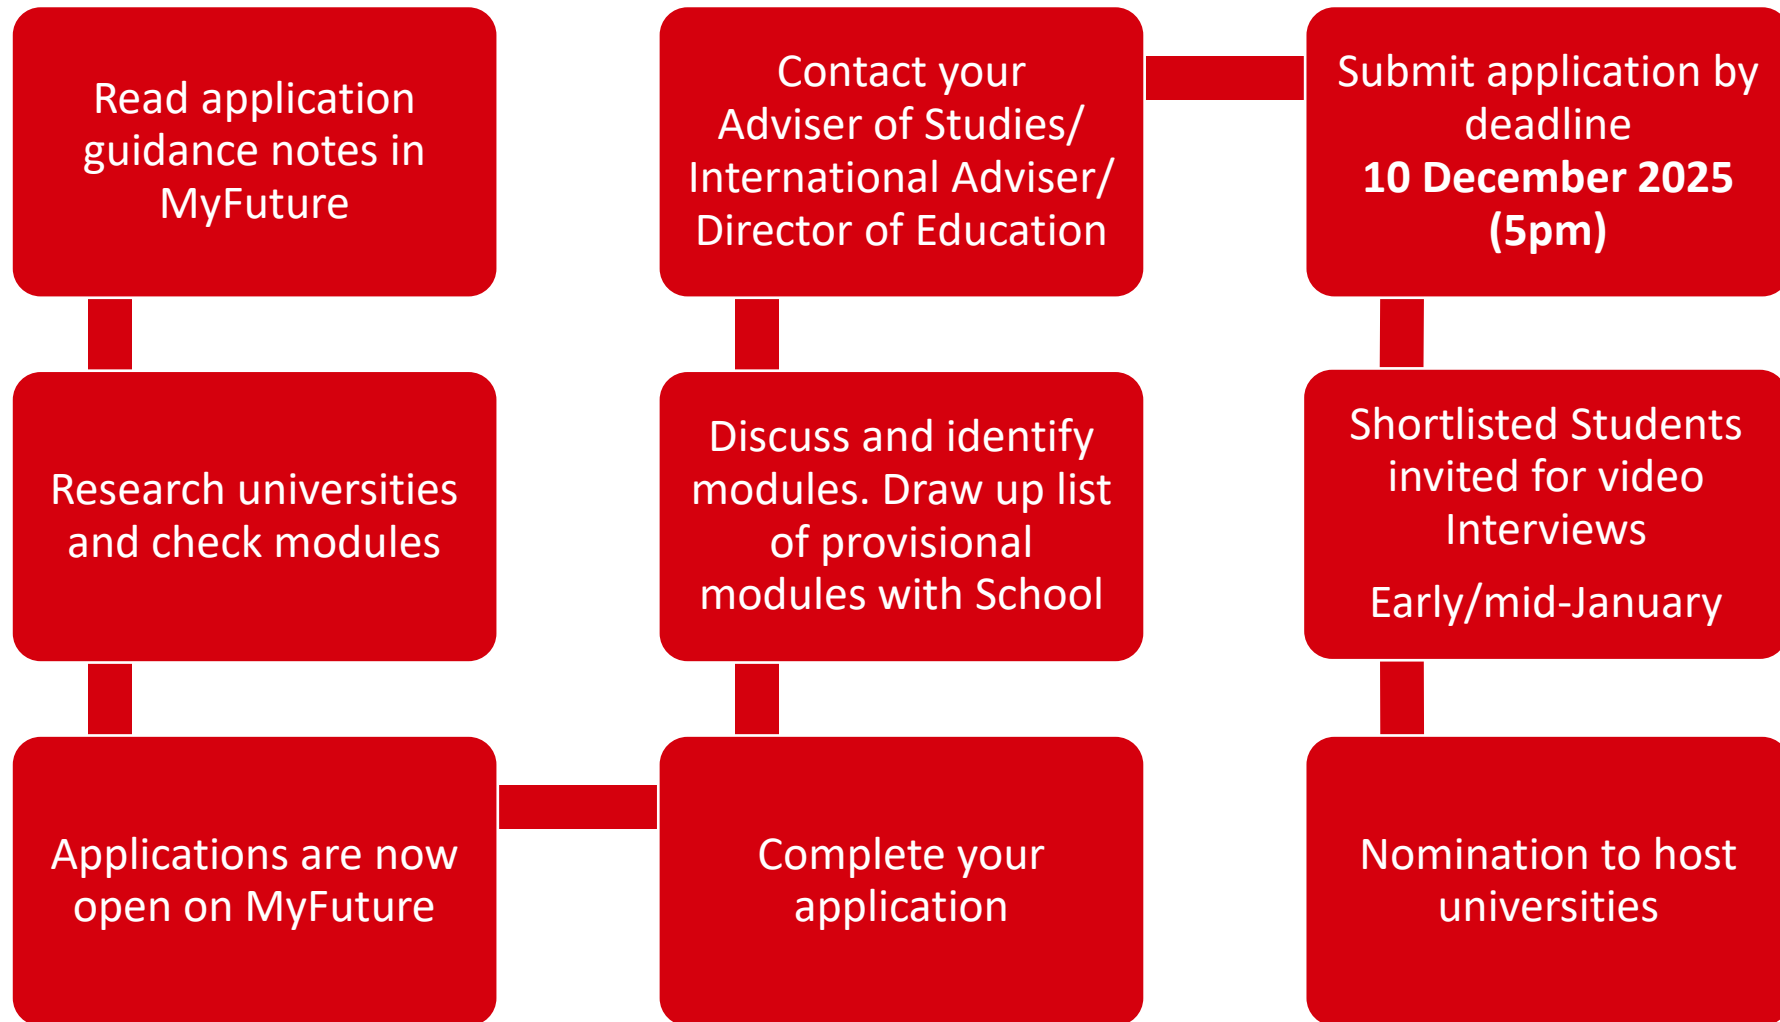 Read application
guidance notes in
MyFuture
Research universities
and check modules
Applications are now
open on MyFuture
Complete your
application
Discuss and identify
modules. Draw up list
of provisional
modules with School
Contact your
Adviser of Studies/
International Adviser/
Director of Education
Submit application by
deadline
10 December 2025
(5pm)
Shortlisted Students
invited for video
Interviews
Early/mid-January
Nomination to host
universities